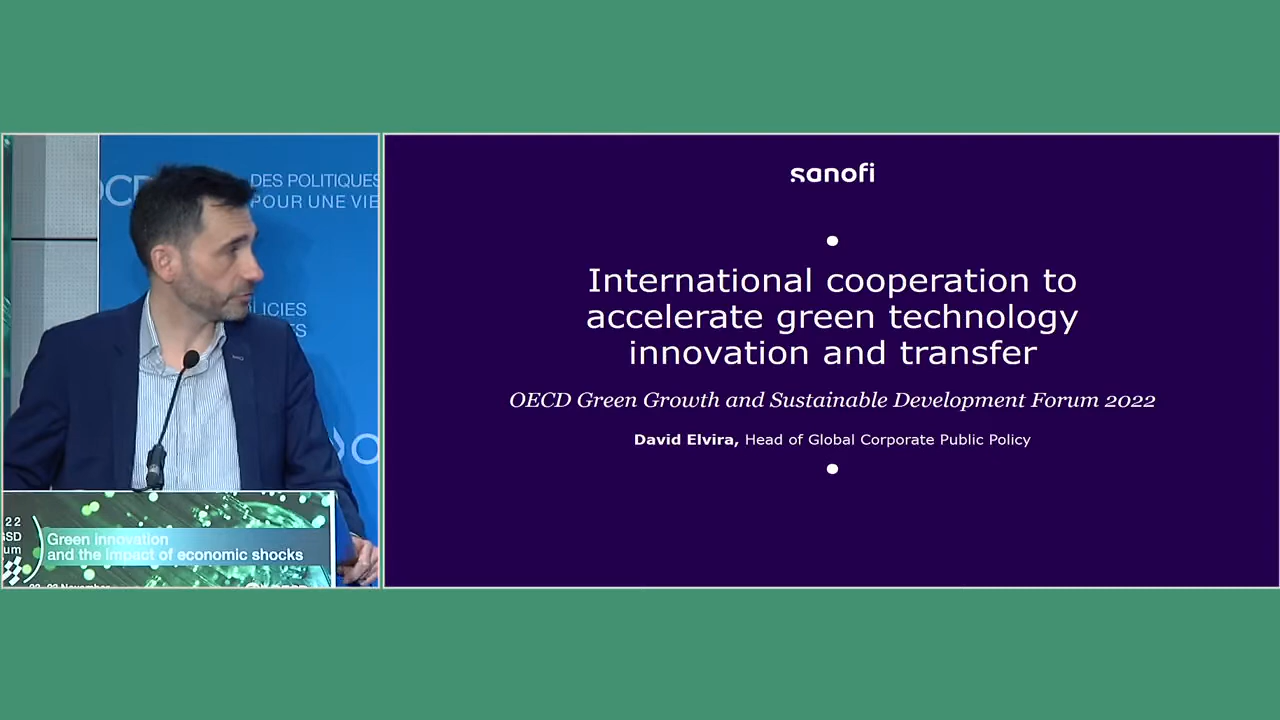 DES POLITIQUES
POUR UNE VIE
22
Green innovation
and the impact of economic shocks
sanofi
International cooperation to
accelerate green technology
innovation and transfer
OECD Green Growth and Sustainable Development Forum 2022
David Elvira, Head of Global Corporate Public Policy